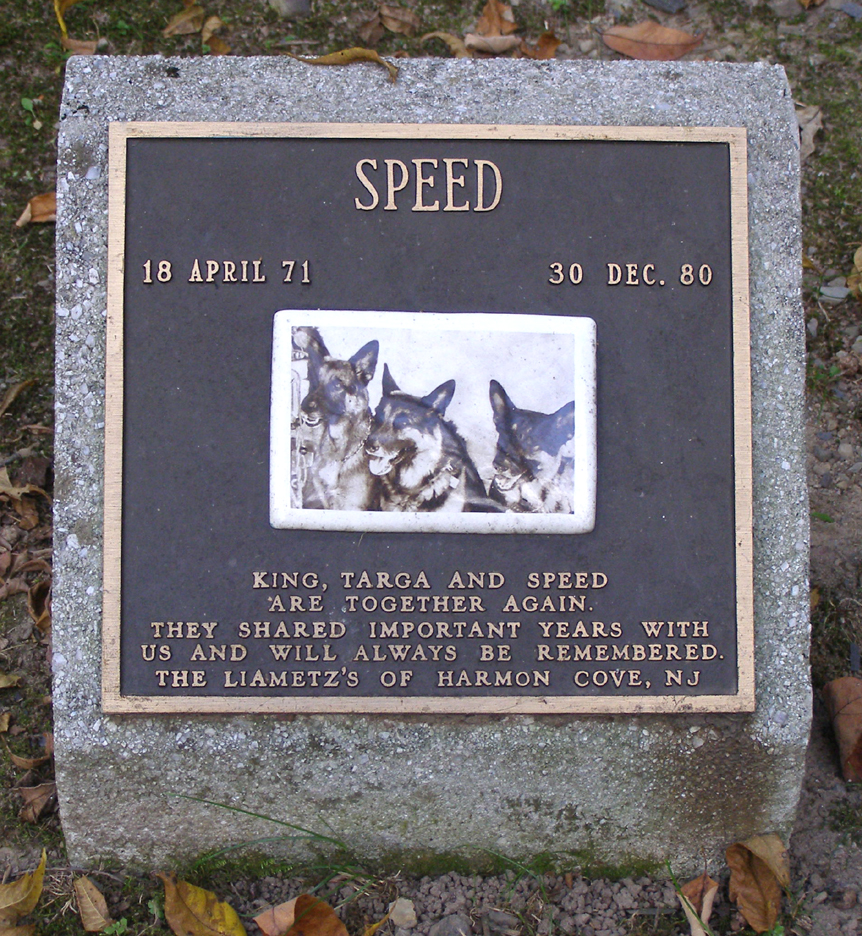 SPEED
18 APRIL 71 30 DEC. 80
KING, TARGA AND SPEED
ARE TOGETHER AGAIN.
THEY SHARED IMPORTANT YEARS WITH
US AND WILL ALWAYS BE REMEMBERED.
THE LIAMETZ'S OF HARMON COVE, NJ